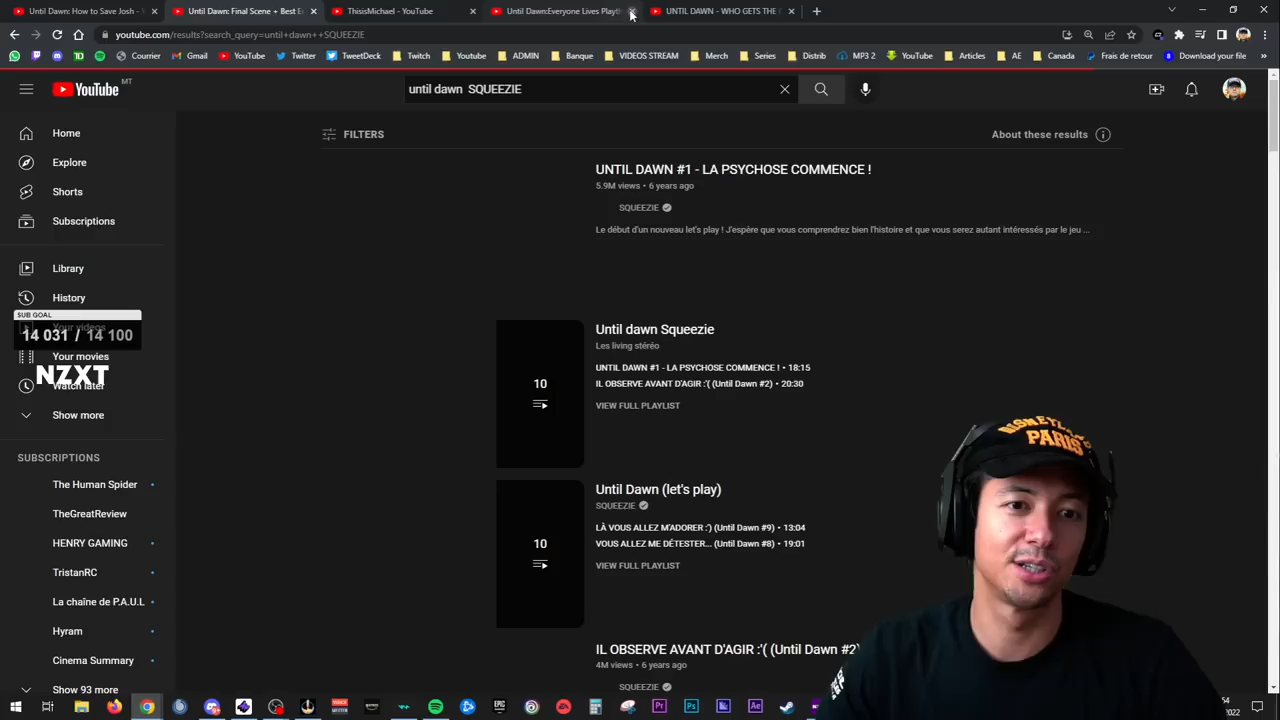 Until Dawn: How to Save Josh - Y
Until Dawn: Final Scene + Best E
ThisisMichael - YouTube
Until Dawn:Everyone Lives Playth
UNTIL DAWN - WHO GETS THE
youtube.com/results?search_query=until+dawn++SQUEEZIE
Courrier
Gmail
YouTube
Twitter
TweetDeck
Twitch
Youtube
ADMIN
Banque
VIDEOS STREAM
Merch
Series
Distrib
MP3 2
YouTube
Articles
AE
Canada
Frais de retour
Download your file
YouTube MT
until dawn  SQUEEZIE
Home
Explore
Shorts
Subscriptions
Library
History
SUB GOAL
Your videos
14 031 / 14 100
Your movies
NZXT
Watch later
Show more
SUBSCRIPTIONS
The Human Spider
TheGreatReview
HENRY GAMING
TristanRC
La chaîne de P.A.U.L
Hyram
Cinema Summary
Show 93 more
FILTERS
About these results
UNTIL DAWN #1 - LA PSYCHOSE COMMENCE !
5.9M views • 6 years ago
SQUEEZIE
Le début d'un nouveau let's play ! J'espère que vous comprendrez bien l'histoire et que vous serez autant intéressés par le jeu ...
10
Until dawn Squeezie
Les living stéréo
UNTIL DAWN #1 - LA PSYCHOSE COMMENCE ! • 18:15
IL OBSERVE AVANT D'AGIR :'( (Until Dawn #2) • 20:30
VIEW FULL PLAYLIST
10
Until Dawn (let's play)
SQUEEZIE
LÀ VOUS ALLEZ M'ADORER :') (Until Dawn #9) • 13:04
VOUS ALLEZ ME DÉTESTER... (Until Dawn #8) • 19:01
VIEW FULL PLAYLIST
IL OBSERVE AVANT D'AGIR :'( (Until Dawn #2)
4M views • 6 years ago
SQUEEZIE
DISNEYLAND
PARIS